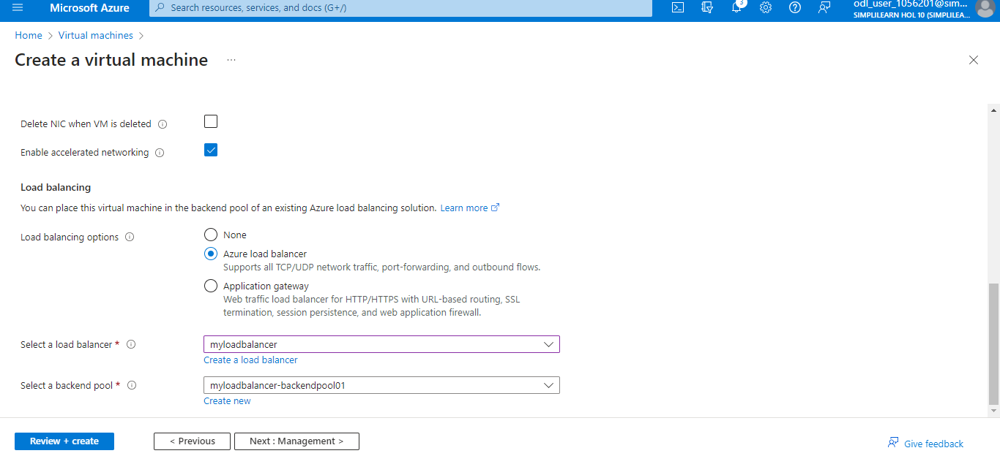 Microsoft Azure
Search resources, services, and docs (G+/)
3
odl_user_1056201@sim...
SIMPLILEARN HOL 10 (SIMPLILEA...
Home > Virtual machines >
Create a virtual machine ...
Delete NIC when VM is deleted
Enable accelerated networking
Load balancing
You can place this virtual machine in the backend pool of an existing Azure load balancing solution. Learn more
Load balancing options
None
Azure load balancer
Supports all TCP/UDP network traffic, port-forwarding, and outbound flows.
Application gateway
Web traffic load balancer for HTTP/HTTPS with URL-based routing, SSL
termination, session persistence, and web application firewall.
Select a load balancer *
myloadbalancer
Create a load balancer
Select a backend pool *
myloadbalancer-backendpool01
Create new
Review + create
< Previous
Next : Management >
Give feedback